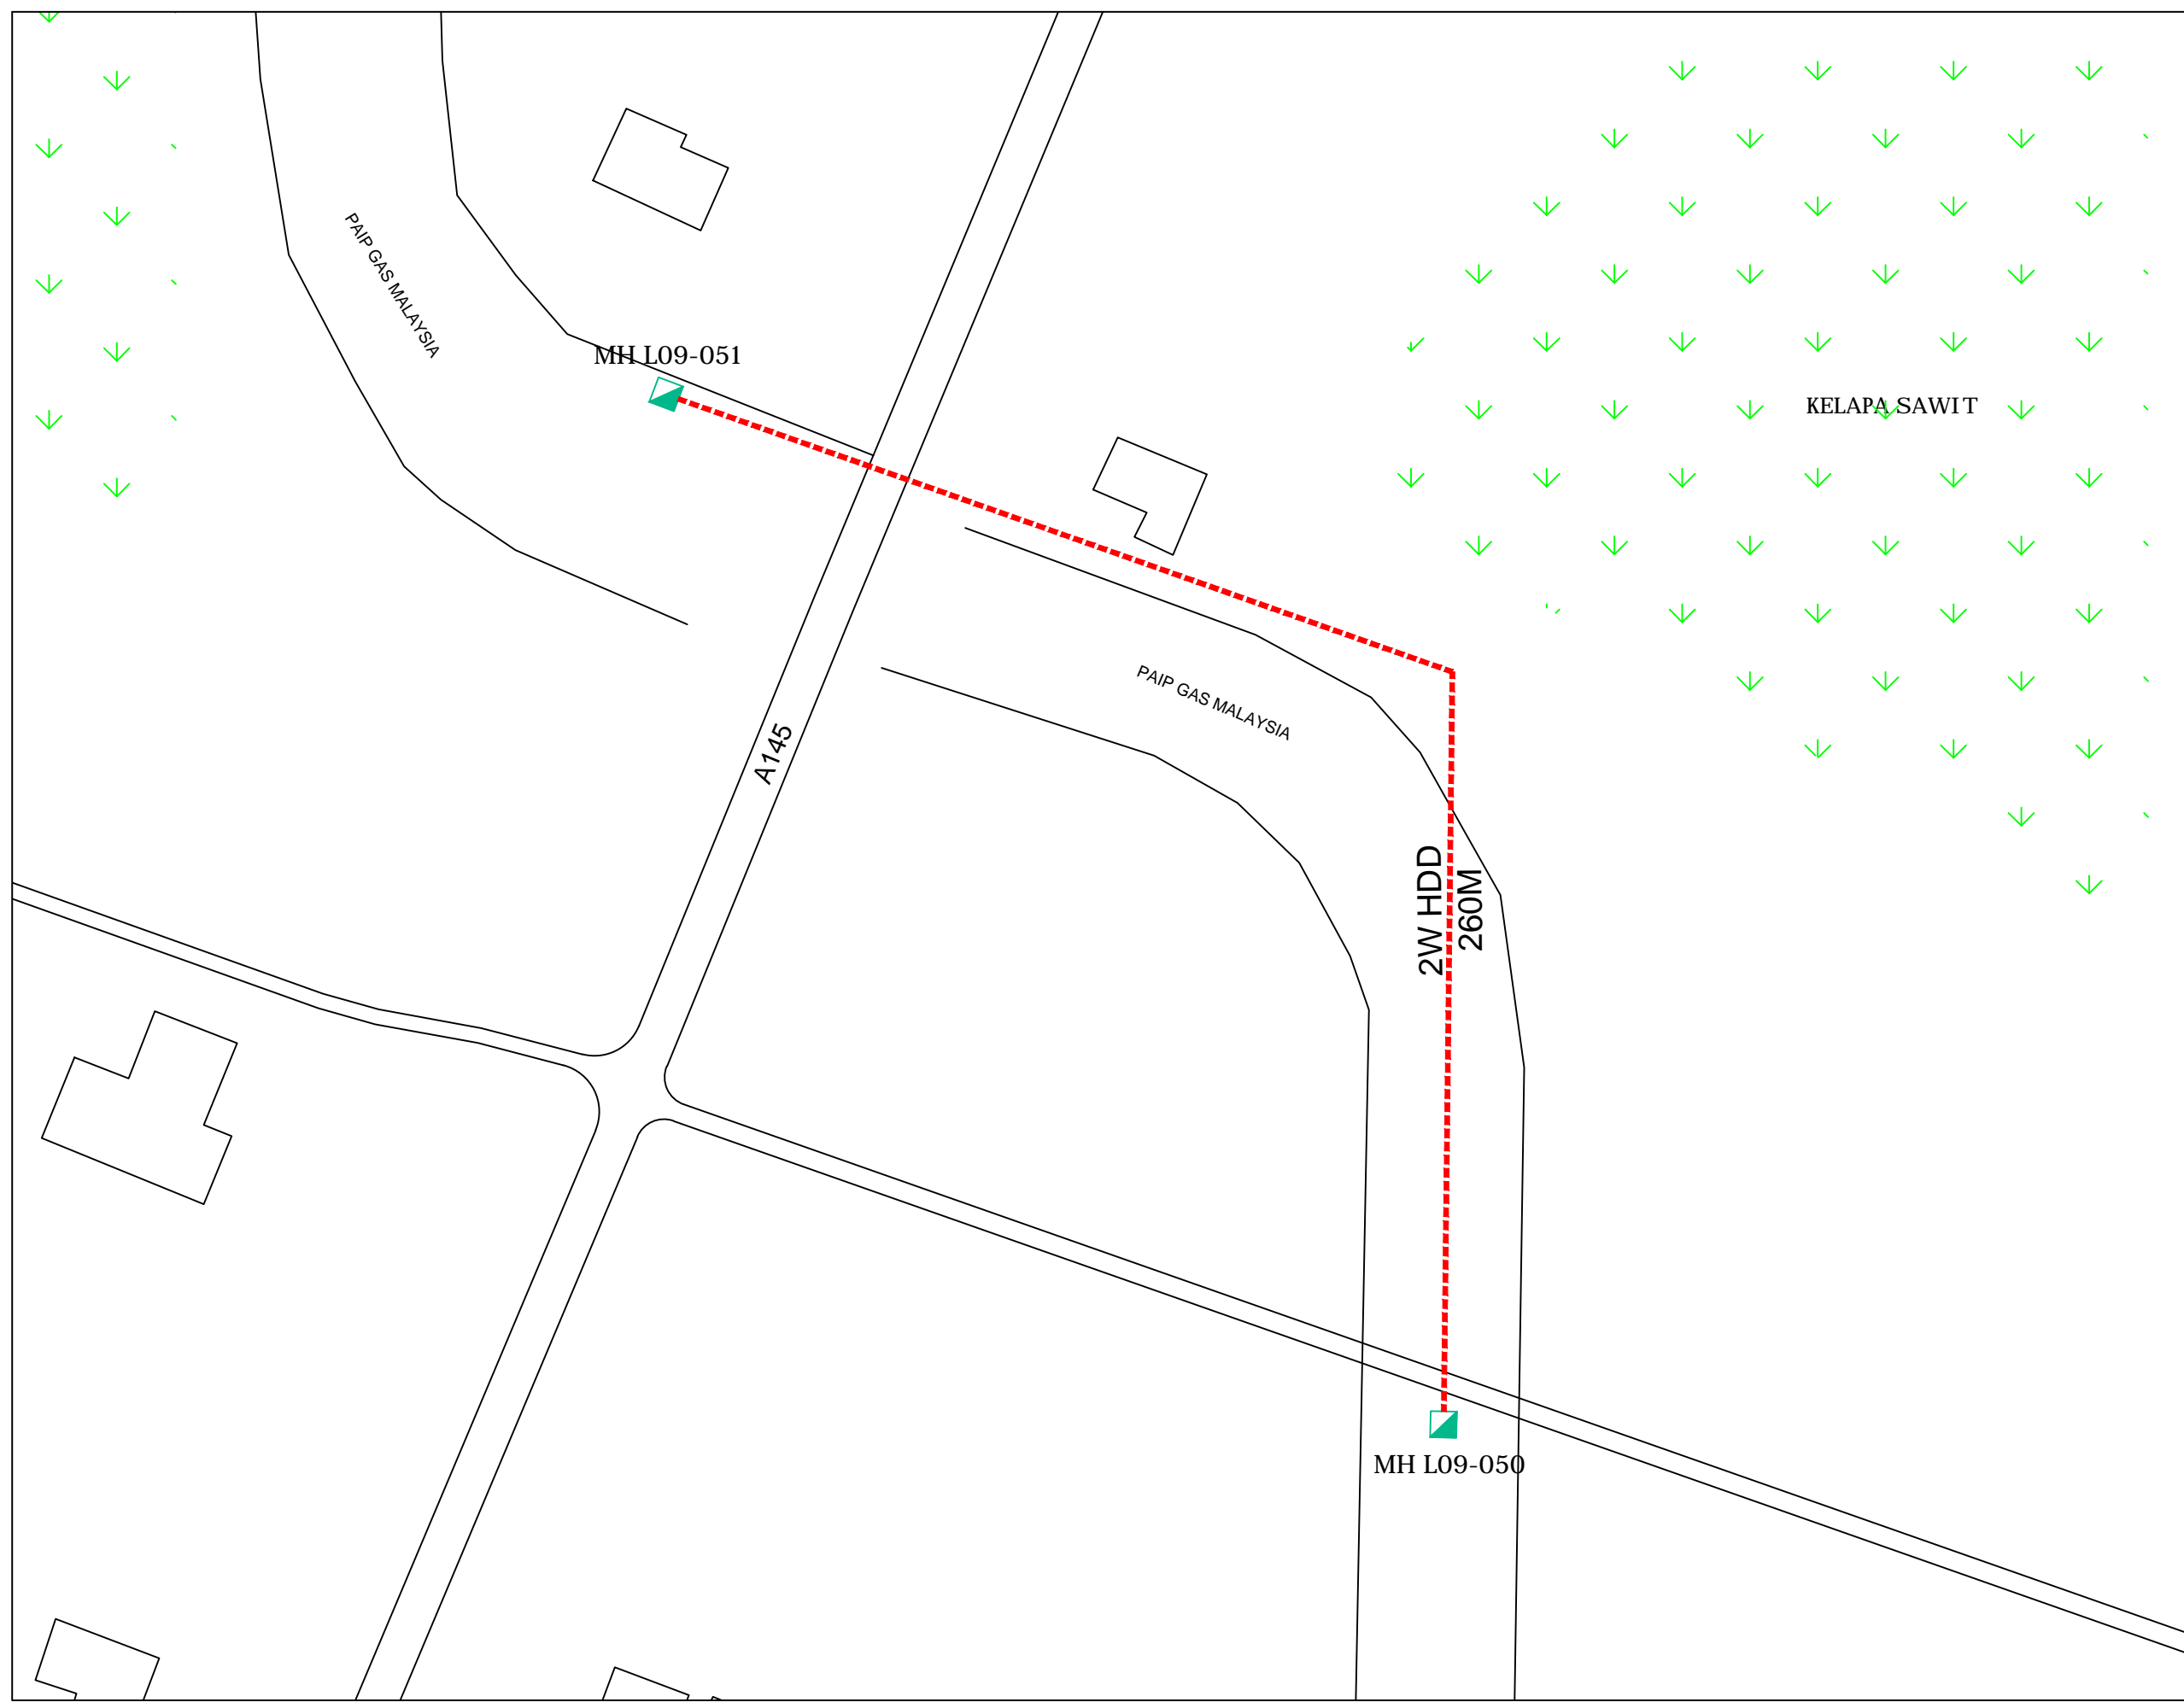 PAIP GAS MALAYSIA
MH L09-051
KELAPA SAWIT
PAIP GAS MALAYSIA
A145
2W HDD
260M
MH L09-050